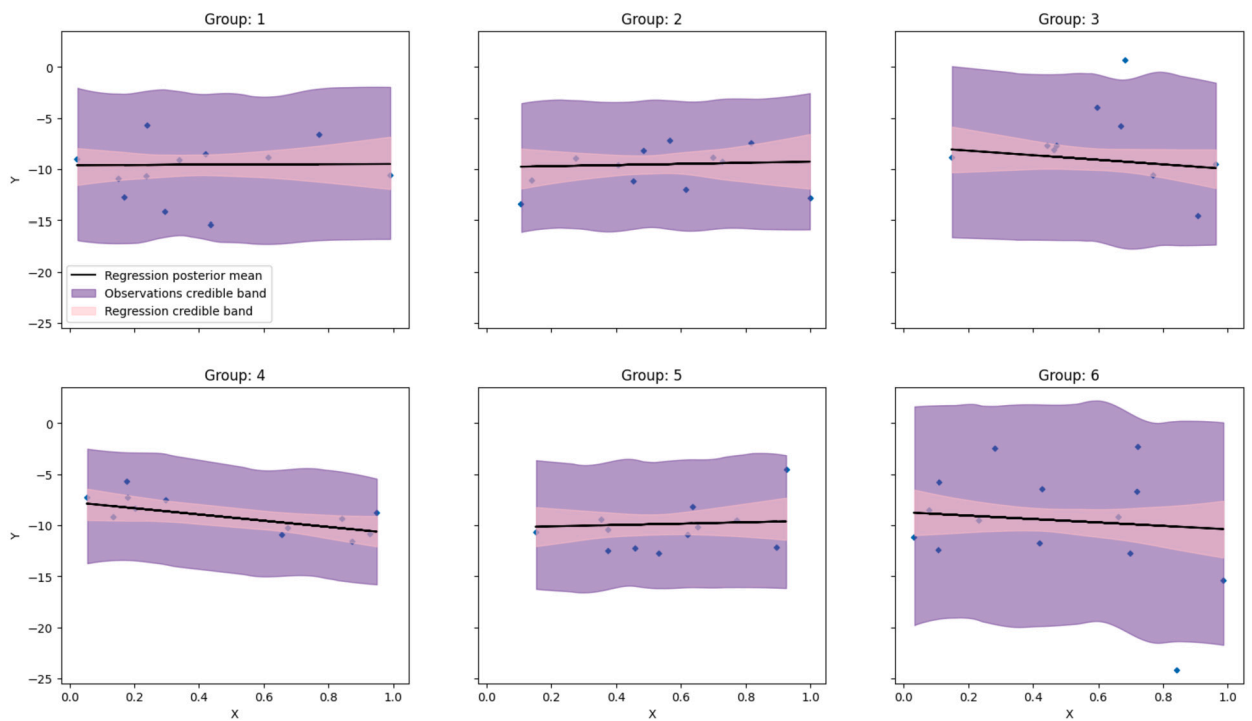 Group: 1
Group: 2
Group: 3
0
−5
−10
−15
−20
−25
Y
Regression posterior mean
Observations credible band
Regression credible band
Group: 4
Group: 5
Group: 6
0
−5
−10
−15
−20
−25
Y
0.0 0.2 0.4 0.6 0.8 1.0
0.0 0.2 0.4 0.6 0.8 1.0
0.0 0.2 0.4 0.6 0.8 1.0
X
X
X